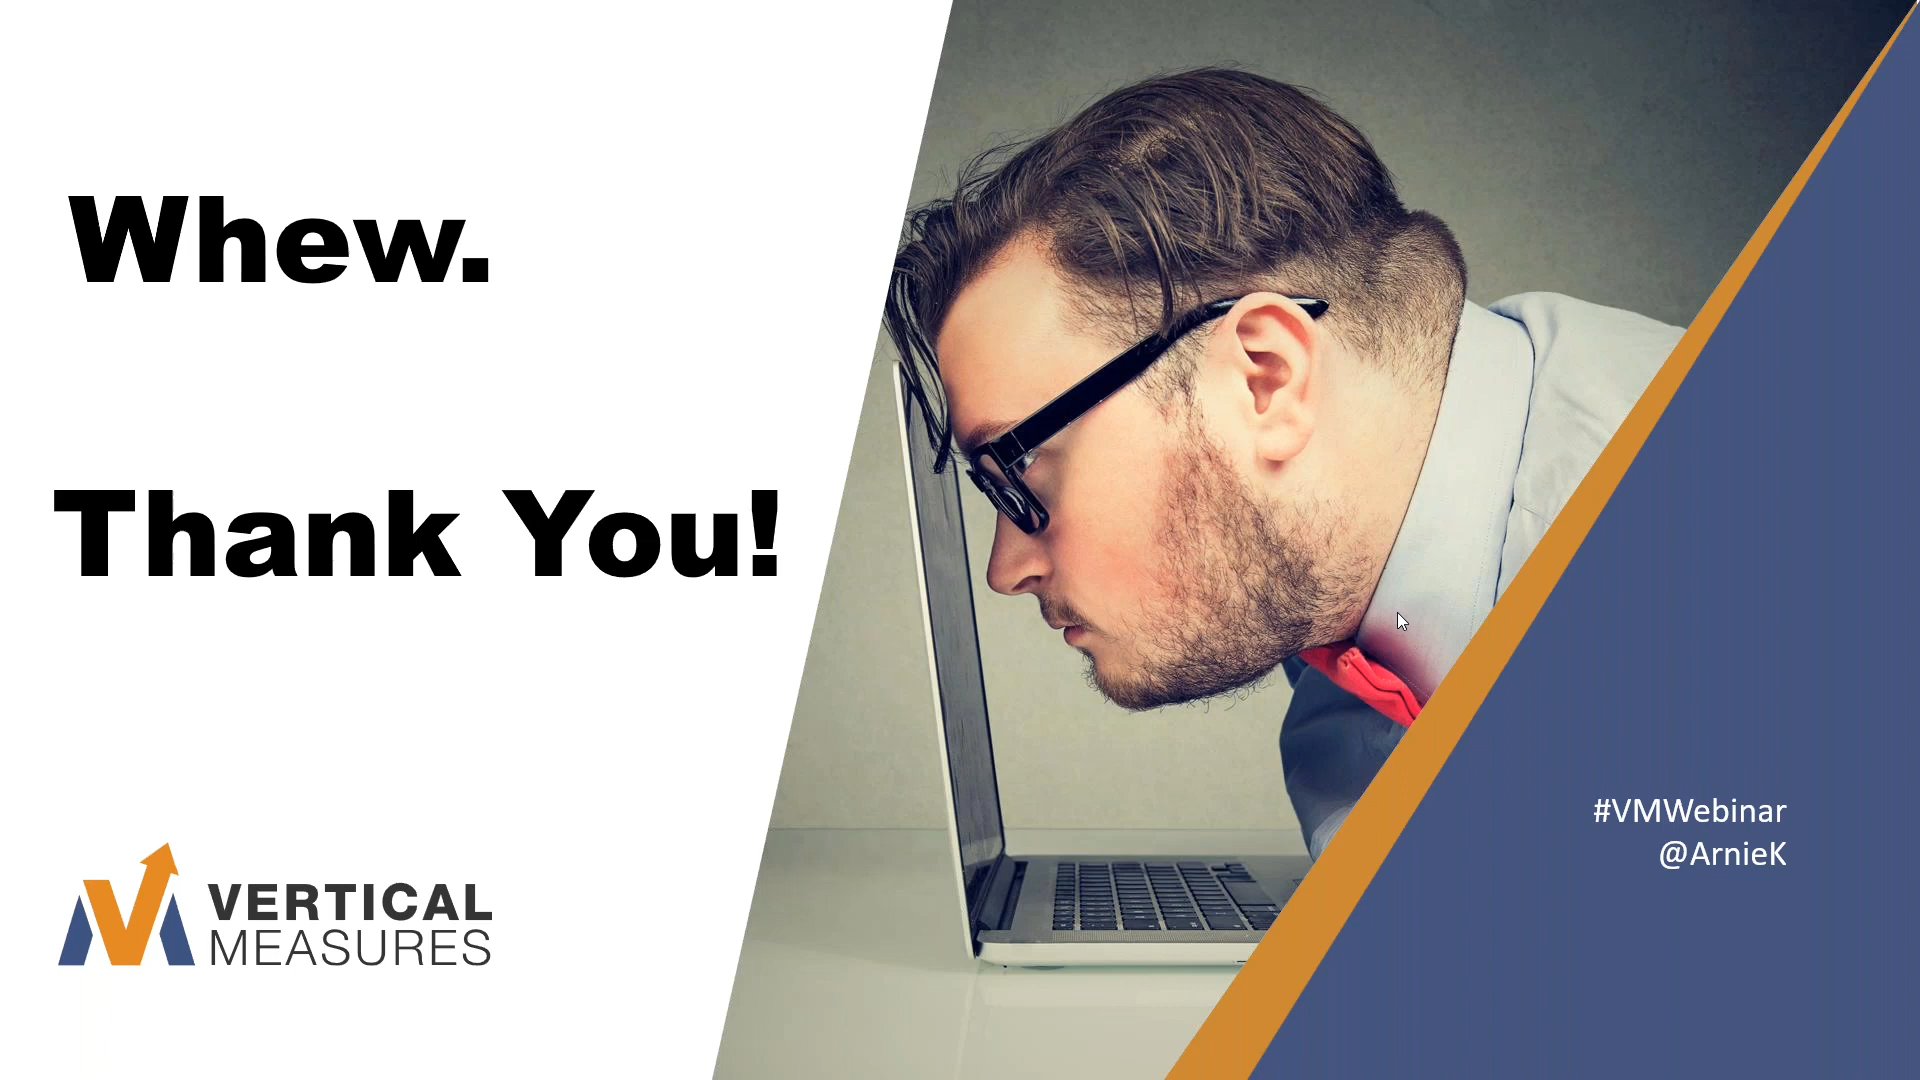 Whew.
Thank You!
VERTICAL
MEASURES
#VMWebinar
@ArnieK